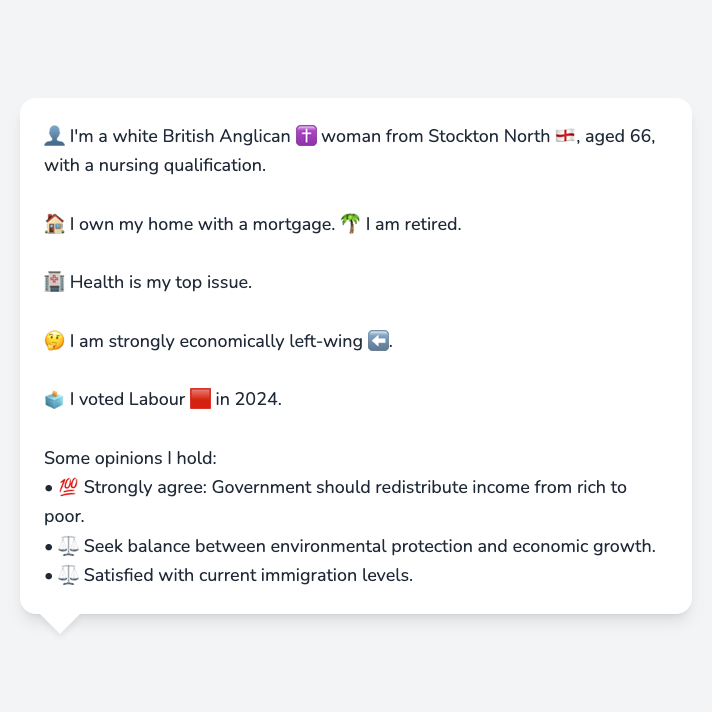 👤 I'm a white British Anglican ✝️ woman from Stockton North 🏴󠁧󠁢󠁥󠁮󠁧󠁿, aged 66,
with a nursing qualification.
🏠 I own my home with a mortgage. 🌴 I am retired.
🏥 Health is my top issue.
🤔 I am strongly economically left-wing ⬅️.
🗳️ I voted Labour 🟥 in 2024.
Some opinions I hold:
• 💯 Strongly agree: Government should redistribute income from rich to
poor.
• ⚖️ Seek balance between environmental protection and economic growth.
• ⚖️ Satisfied with current immigration levels.